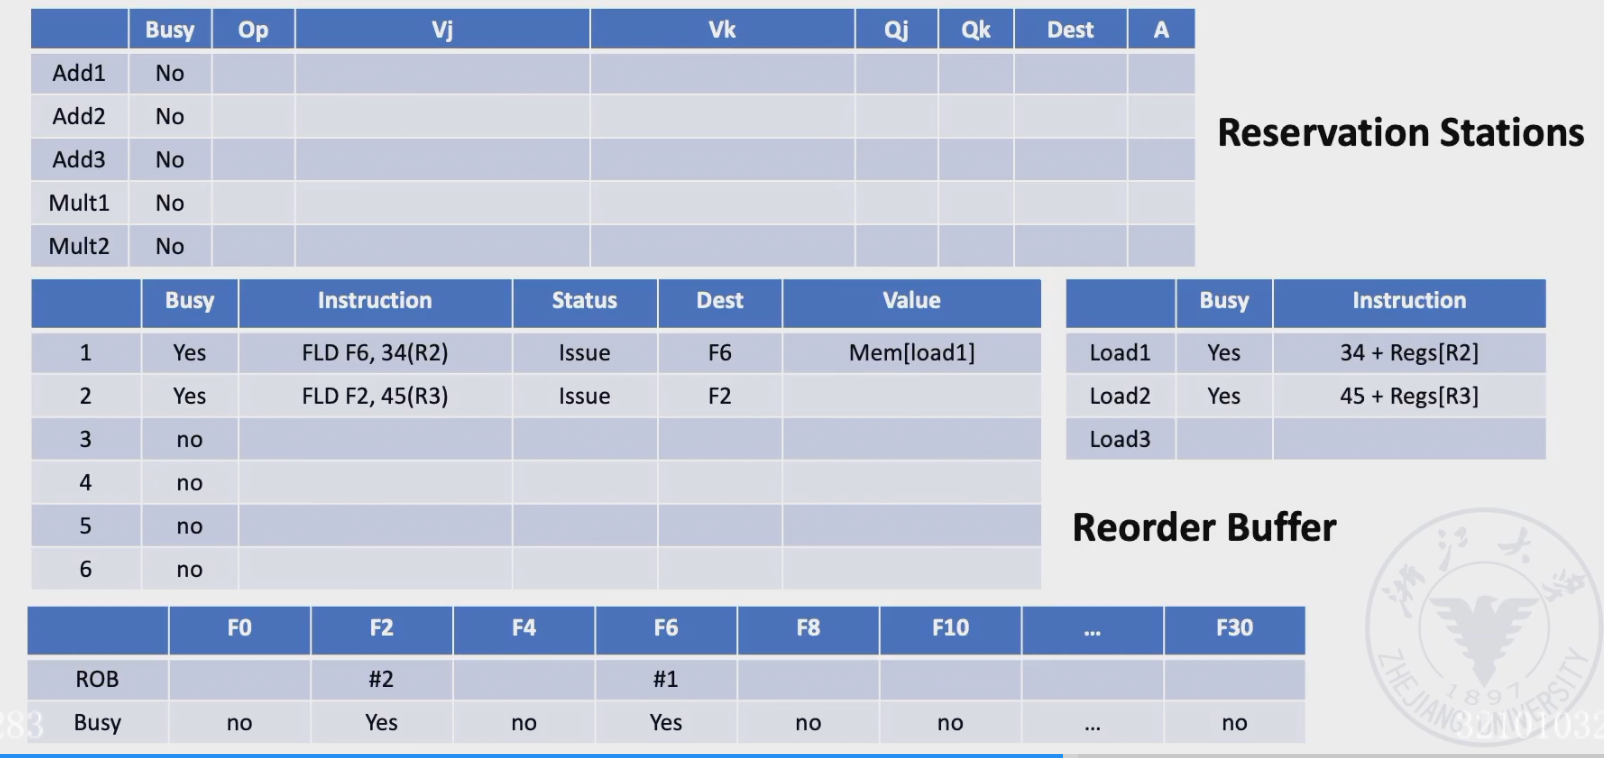 Busy Op Vj Vk Qj Qk Dest A
Add1 No
Add2 No
Add3 No
Mult1 No
Mult2 No
Reservation Stations
Busy Instruction Status Dest Value
1 Yes FLD F6, 34(R2) Issue F6 Mem[load1]
2 Yes FLD F2, 45(R3) Issue F2
3 no
4 no
5 no
6 no
Busy Instruction
Load1 Yes 34 + Regs[R2]
Load2 Yes 45 + Regs[R3]
Load3
Reorder Buffer
F0 F2 F4 F6 F8 F10 ... F30
ROB #2 #1
Busy no Yes no Yes no no ... no
283
1897
ZHEJIANG UNIVERSITY
32101032